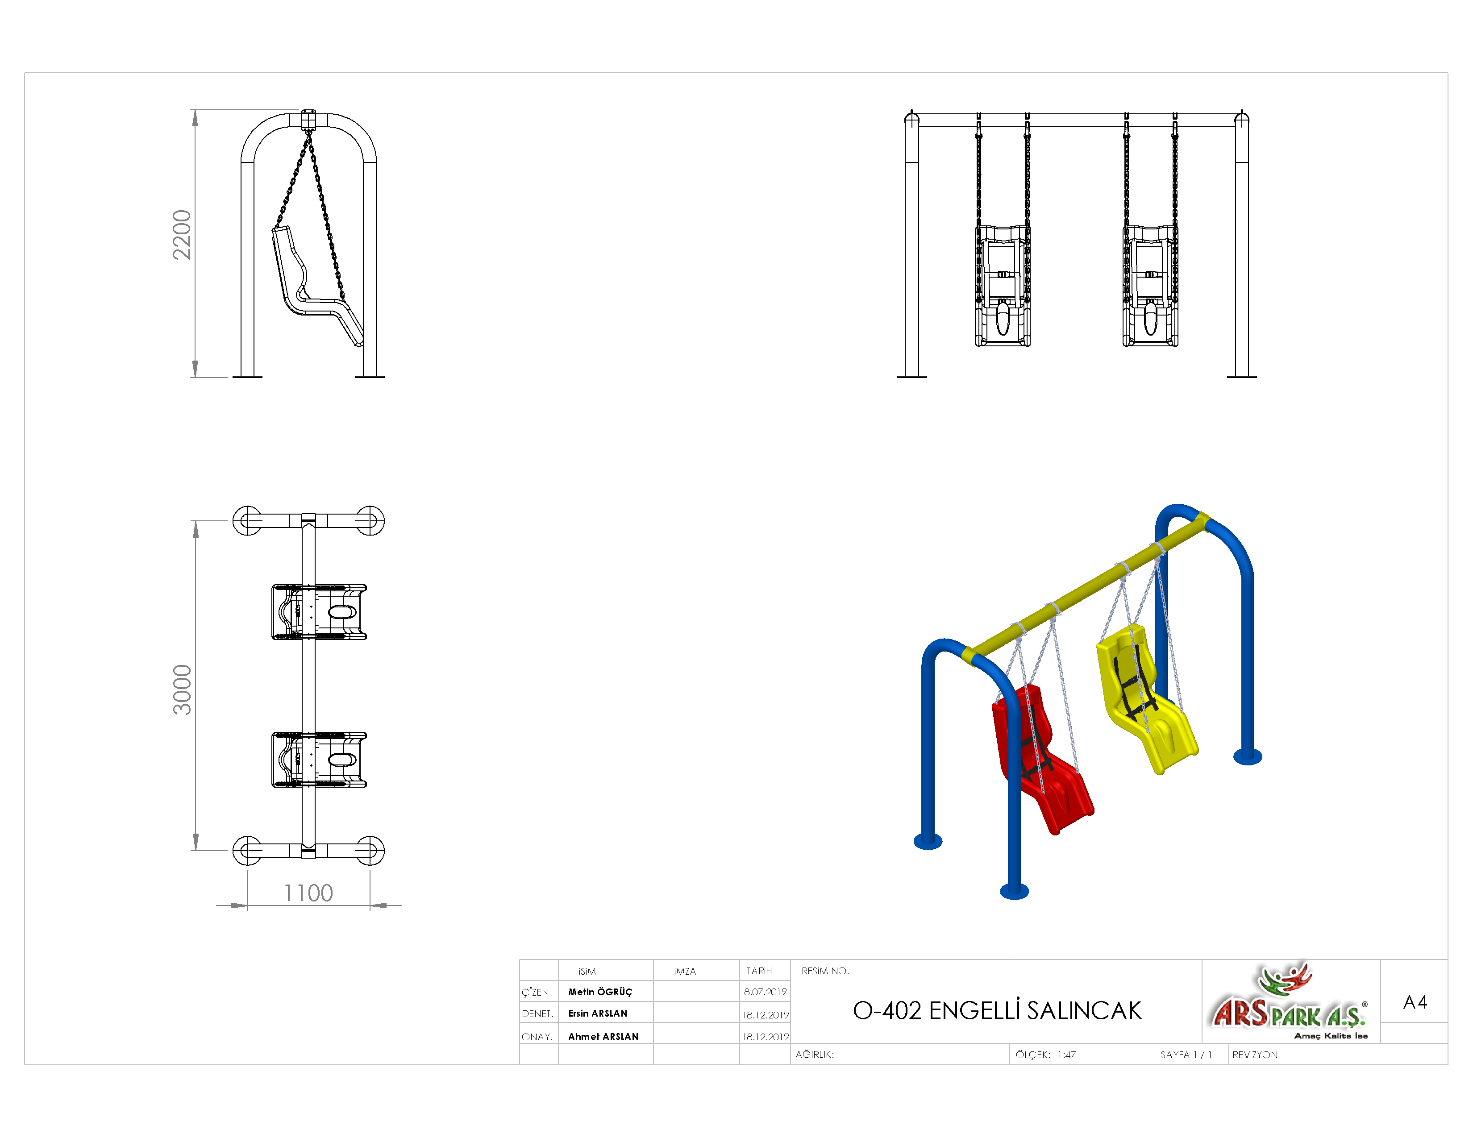 2200
3000
1100
İSİM
İMZA
TARİH
RESİM NO.
ÇİZEN
Metin ÖGRÜÇ
8.07.2019
DENET.
Ersin ARSLAN
18.12.2019
ONAY.
Ahmet ARSLAN
18.12.2019
O-402 ENGELLİ SALINCAK
ARSPARK A.Ş.®
Amaç Kalite İse
A4
AĞIRLIK:
ÖLÇEK: 1:47
SAYFA 1 / 1
REVİZYON